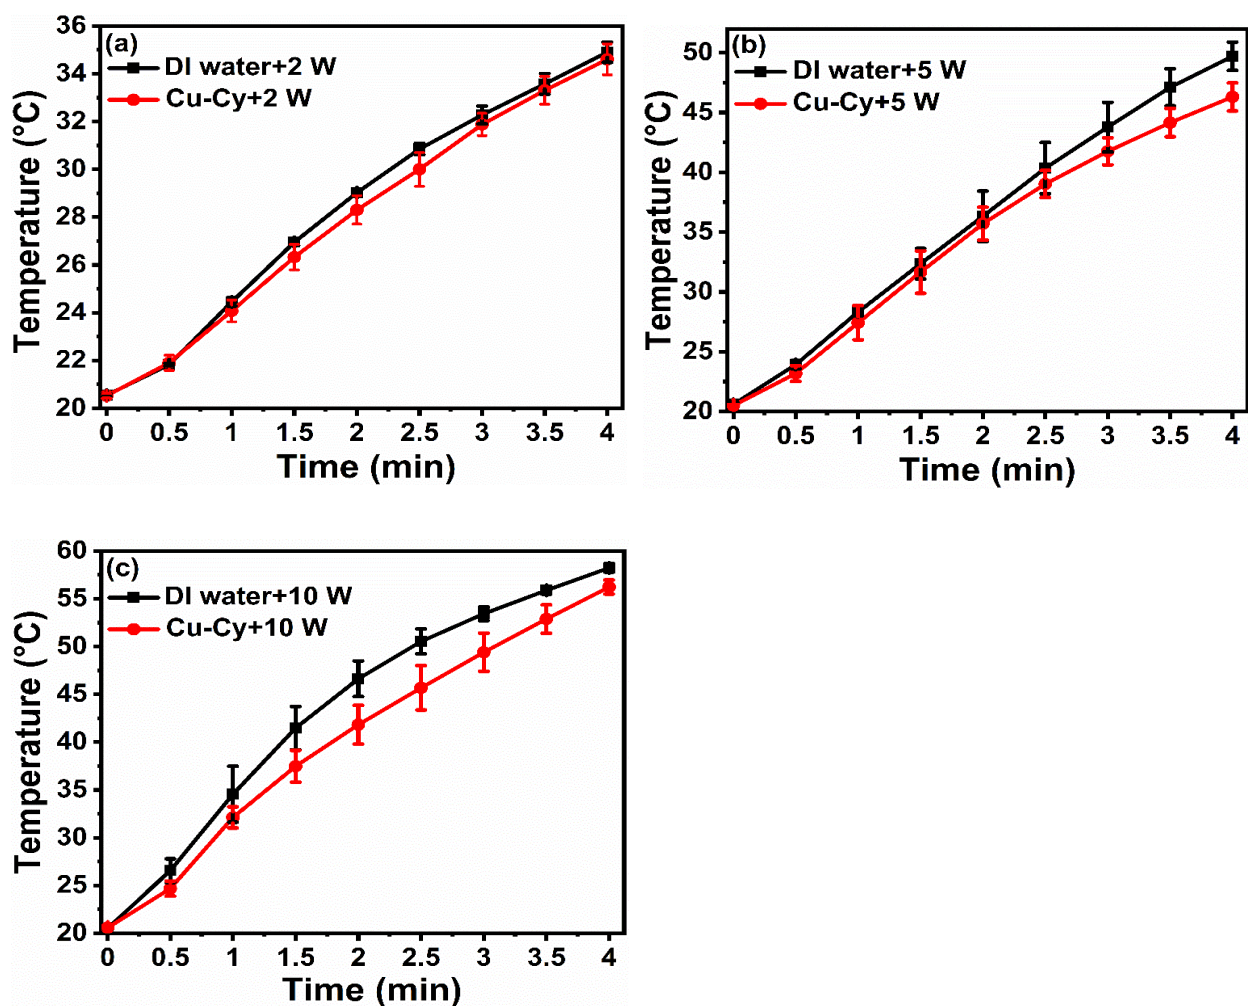 (a)
DI water+2 W
Cu-Cy+2 W
Temperature (°C)
36
34
32
30
28
26
24
22
20
0 0.5 1 1.5 2 2.5 3 3.5 4
Time (min)
(b)
DI water+5 W
Cu-Cy+5 W
Temperature (°C)
50
45
40
35
30
25
20
0 0.5 1 1.5 2 2.5 3 3.5 4
Time (min)
(c)
DI water+10 W
Cu-Cy+10 W
Temperature (°C)
60
55
50
45
40
35
30
25
20
0 0.5 1 1.5 2 2.5 3 3.5 4
Time (min)